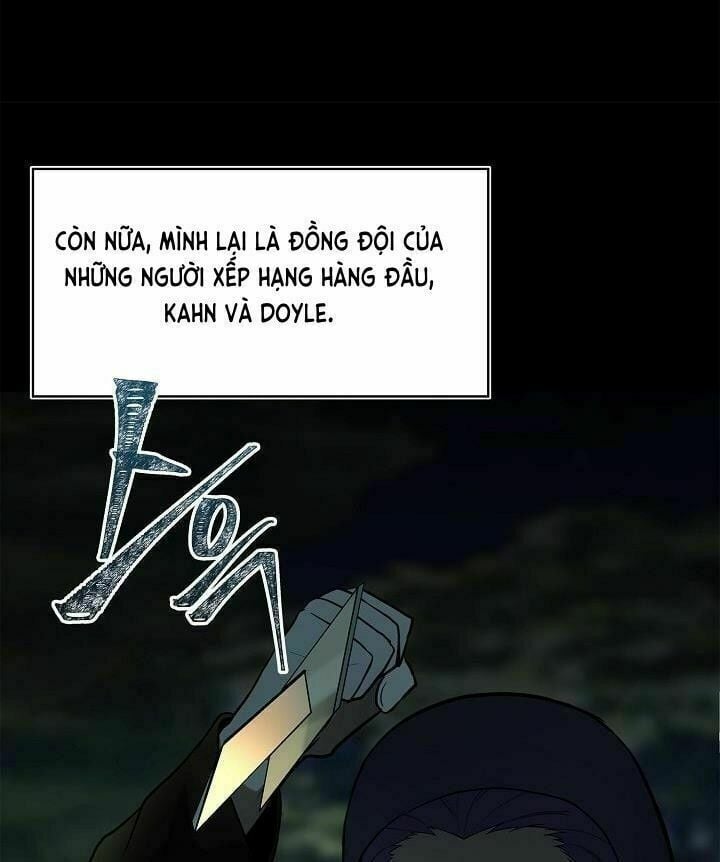 CÒN NỮA, MÌNH LẠI LÀ ĐỒNG ĐỘI CỦA
NHỮNG NGƯỜI XẾP HẠNG HÀNG ĐẦU,
KAHN VÀ DOYLE.